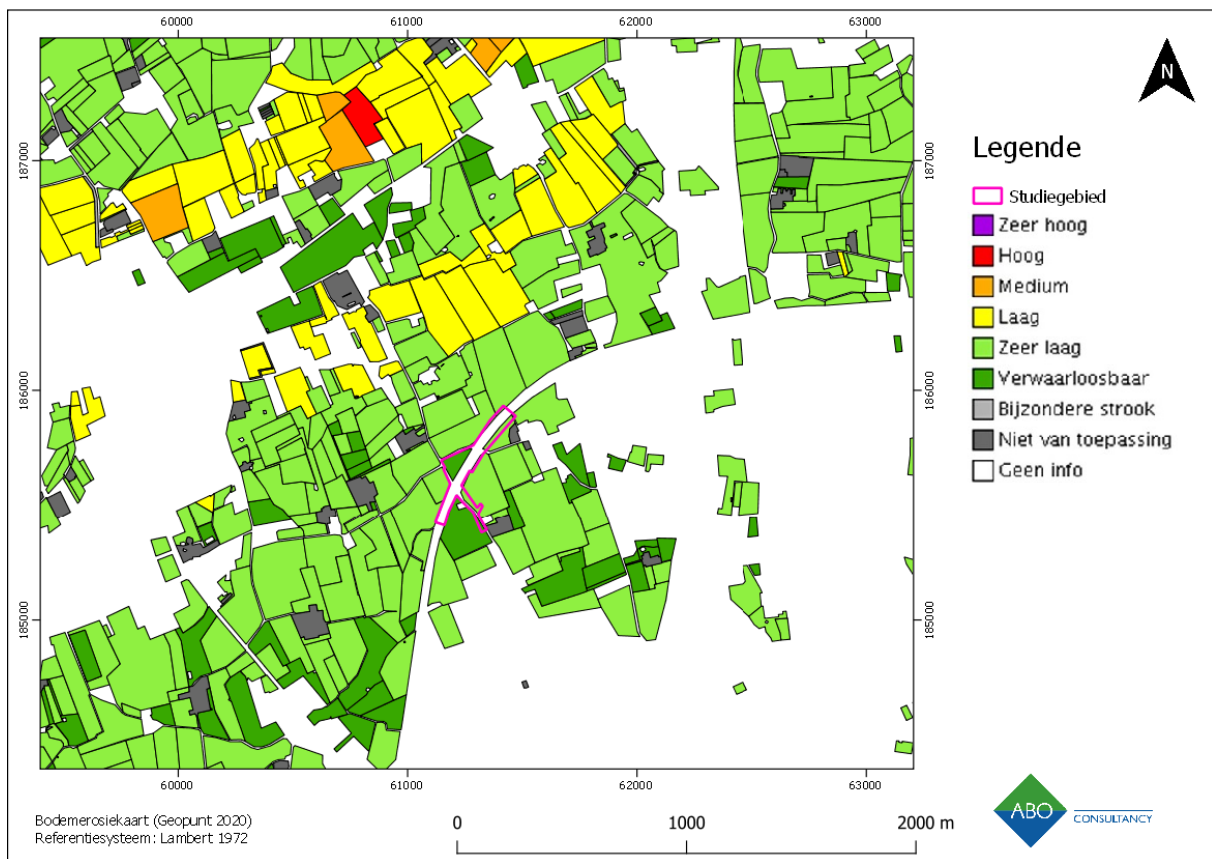 60000 61000 62000 63000
187000
186000
185000
187000
186000
185000
60000 61000 62000 63000
N
Legende
Studiegebied
Zeer hoog
Hoog
Medium
Laag
Zeer laag
Verwaarloosbaar
Bijzondere strook
Niet van toepassing
Geen info
Bodemerosiekaart (Geopunt 2020)
Referentiesysteem: Lambert 1972
0 1000 2000 m
ABO CONSULTANCY